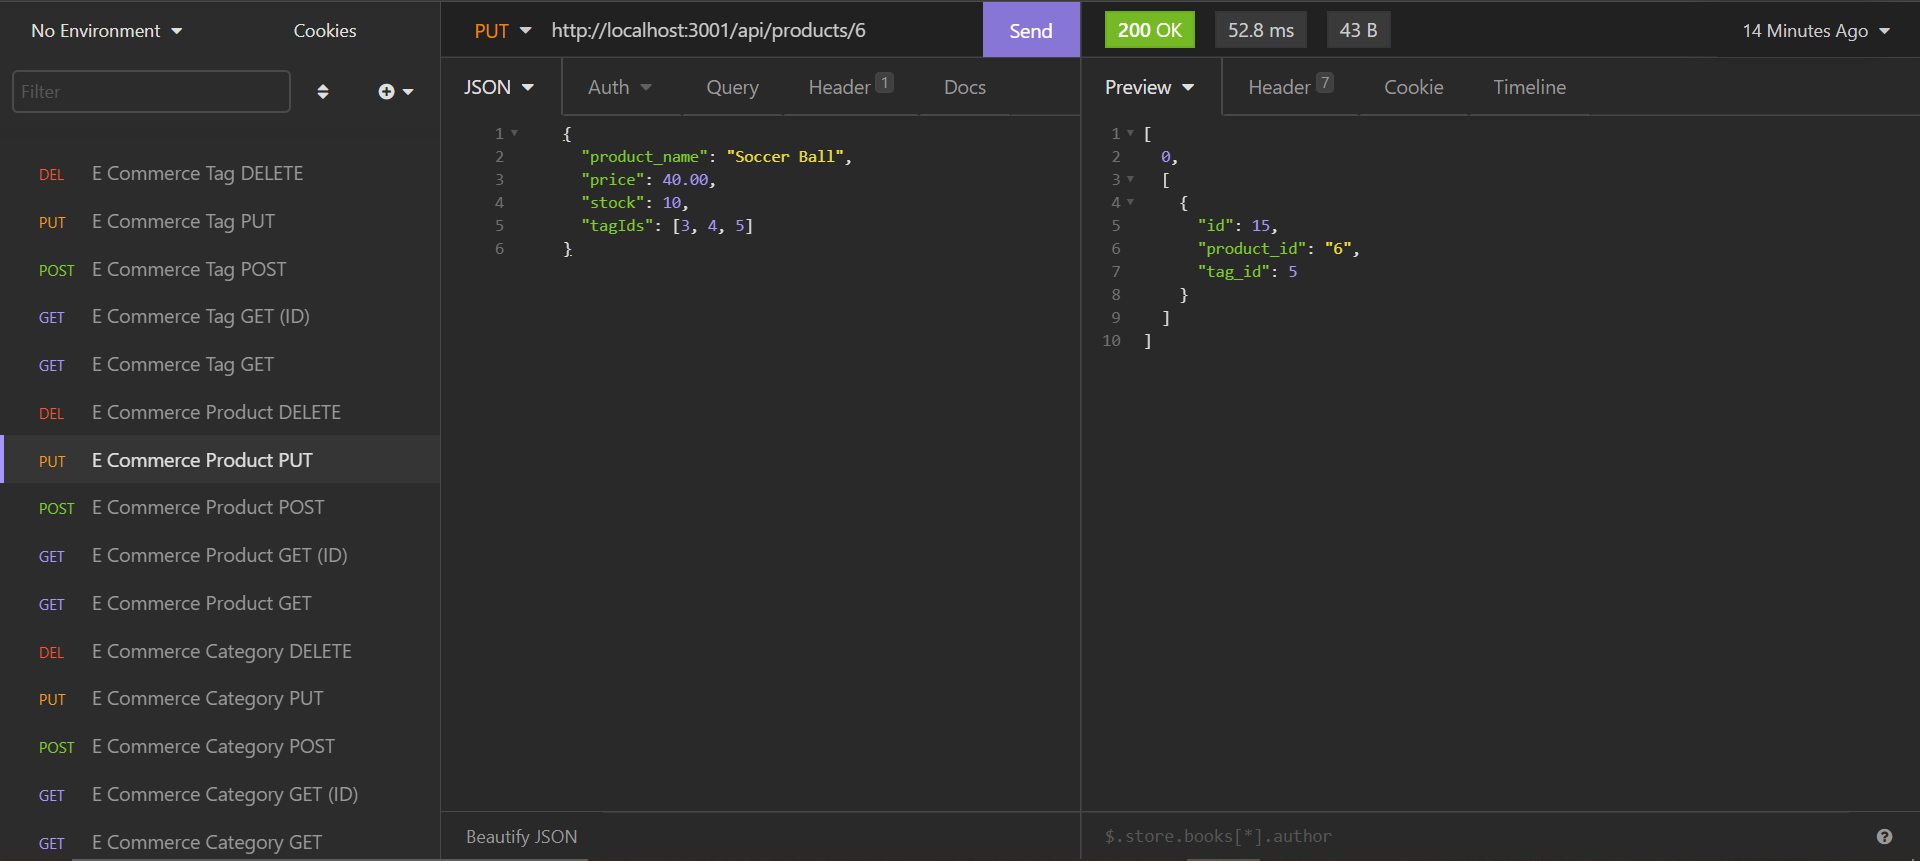 No Environment
Cookies
Filter
DEL E Commerce Tag DELETE
PUT E Commerce Tag PUT
POST E Commerce Tag POST
GET E Commerce Tag GET (ID)
GET E Commerce Tag GET
DEL E Commerce Product DELETE
PUT E Commerce Product PUT
POST E Commerce Product POST
GET E Commerce Product GET (ID)
GET E Commerce Product GET
DEL E Commerce Category DELETE
PUT E Commerce Category PUT
POST E Commerce Category POST
GET E Commerce Category GET (ID)
GET E Commerce Category GET
PUT http://localhost:3001/api/products/6 Send
JSON Auth Query Header 1 Docs
1 {
2 "product_name": "Soccer Ball",
3 "price": 40.00,
4 "stock": 10,
5 "tagIds": [3, 4, 5]
6 }
Beautify JSON
200 OK 52.8 ms 43 B 14 Minutes Ago
Preview Header 7 Cookie Timeline
1 [
2 0,
3 [
4 {
5 "id": 15,
6 "product_id": "6",
7 "tag_id": 5
8 }
9 ]
10 ]
$.store.books[*].author
?